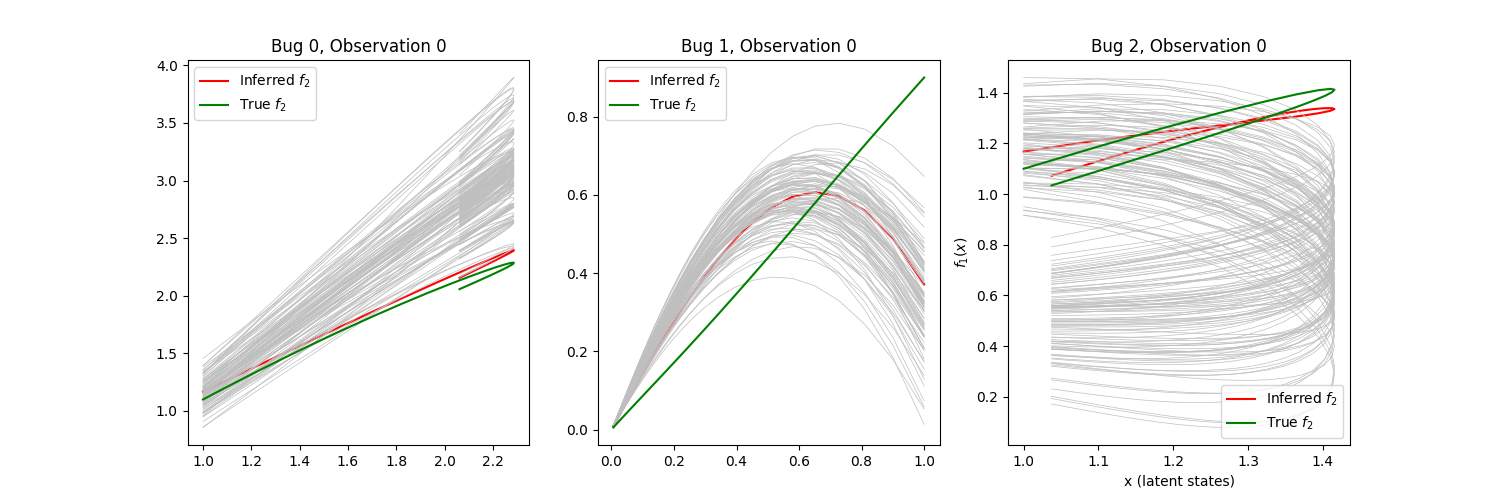 Bug 0, Observation 0
4.0
3.5
3.0
2.5
2.0
1.5
1.0
1.0 1.2 1.4 1.6 1.8 2.0 2.2
Inferred f₂
True f₂
Bug 1, Observation 0
0.8
0.6
0.4
0.2
0.0
0.0 0.2 0.4 0.6 0.8 1.0
Inferred f₂
True f₂
Bug 2, Observation 0
f₁(x)
1.4
1.2
1.0
0.8
0.6
0.4
0.2
1.0 1.1 1.2 1.3 1.4
x (latent states)
Inferred f₂
True f₂